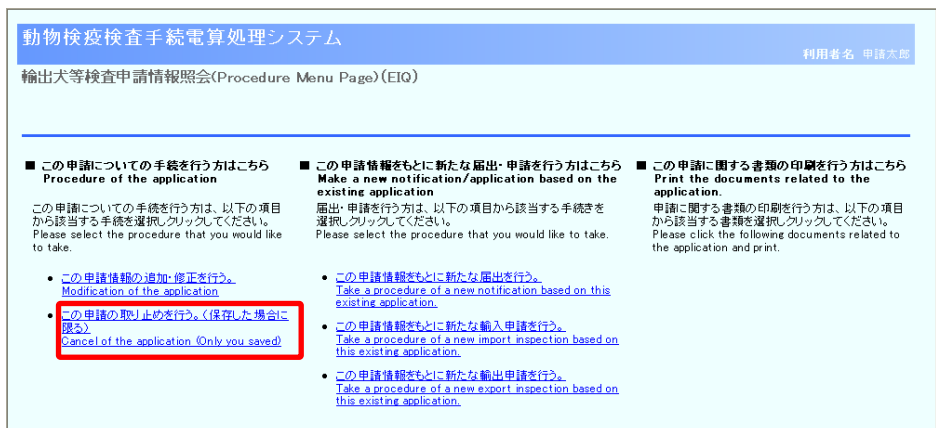 動物検疫検査手続電算処理システム
利用者名 申請太郎
輸出犬等検査申請情報照会(Procedure Menu Page)(EIQ)
■ この申請についての手続を行う方はこちら
Procedure of the application
この申請についての手続を行う方は、以下の項目
から該当する手続を選択しクリックしてください。
Please select the procedure that you would like
to take.
• この申請情報の追加・修正を行う。
Modification of the application
• この申請の取り止めを行う。(保存した場合に
限る)
Cancel of the application (Only you saved)
■ この申請情報をもとに新たな届出・申請を行う方はこちら
Make a new notification/application based on the
existing application
届出・申請を行う方は、以下の項目から該当する手続きを
選択しクリックしてください。
Please select the procedure that you would like to take.
• この申請情報をもとに新たな届出を行う。
Take a procedure of a new notification based on this
existing application.
• この申請情報をもとに新たな輸入申請を行う。
Take a procedure of a new import inspection based on
this existing application.
• この申請情報をもとに新たな輸出申請を行う。
Take a procedure of a new export inspection based on
this existing application.
■ この申請に関する書類の印刷を行う方はこちら
Print the documents related to the
application.
申請に関する書類の印刷を行う方は、以下の項目
から該当する書類を選択しクリックしてください。
Please click the following documents related to
the application and print.